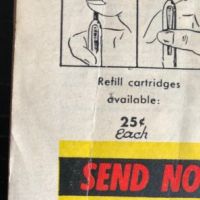 Refill cartridges
available:
25¢
Each
SEND NO